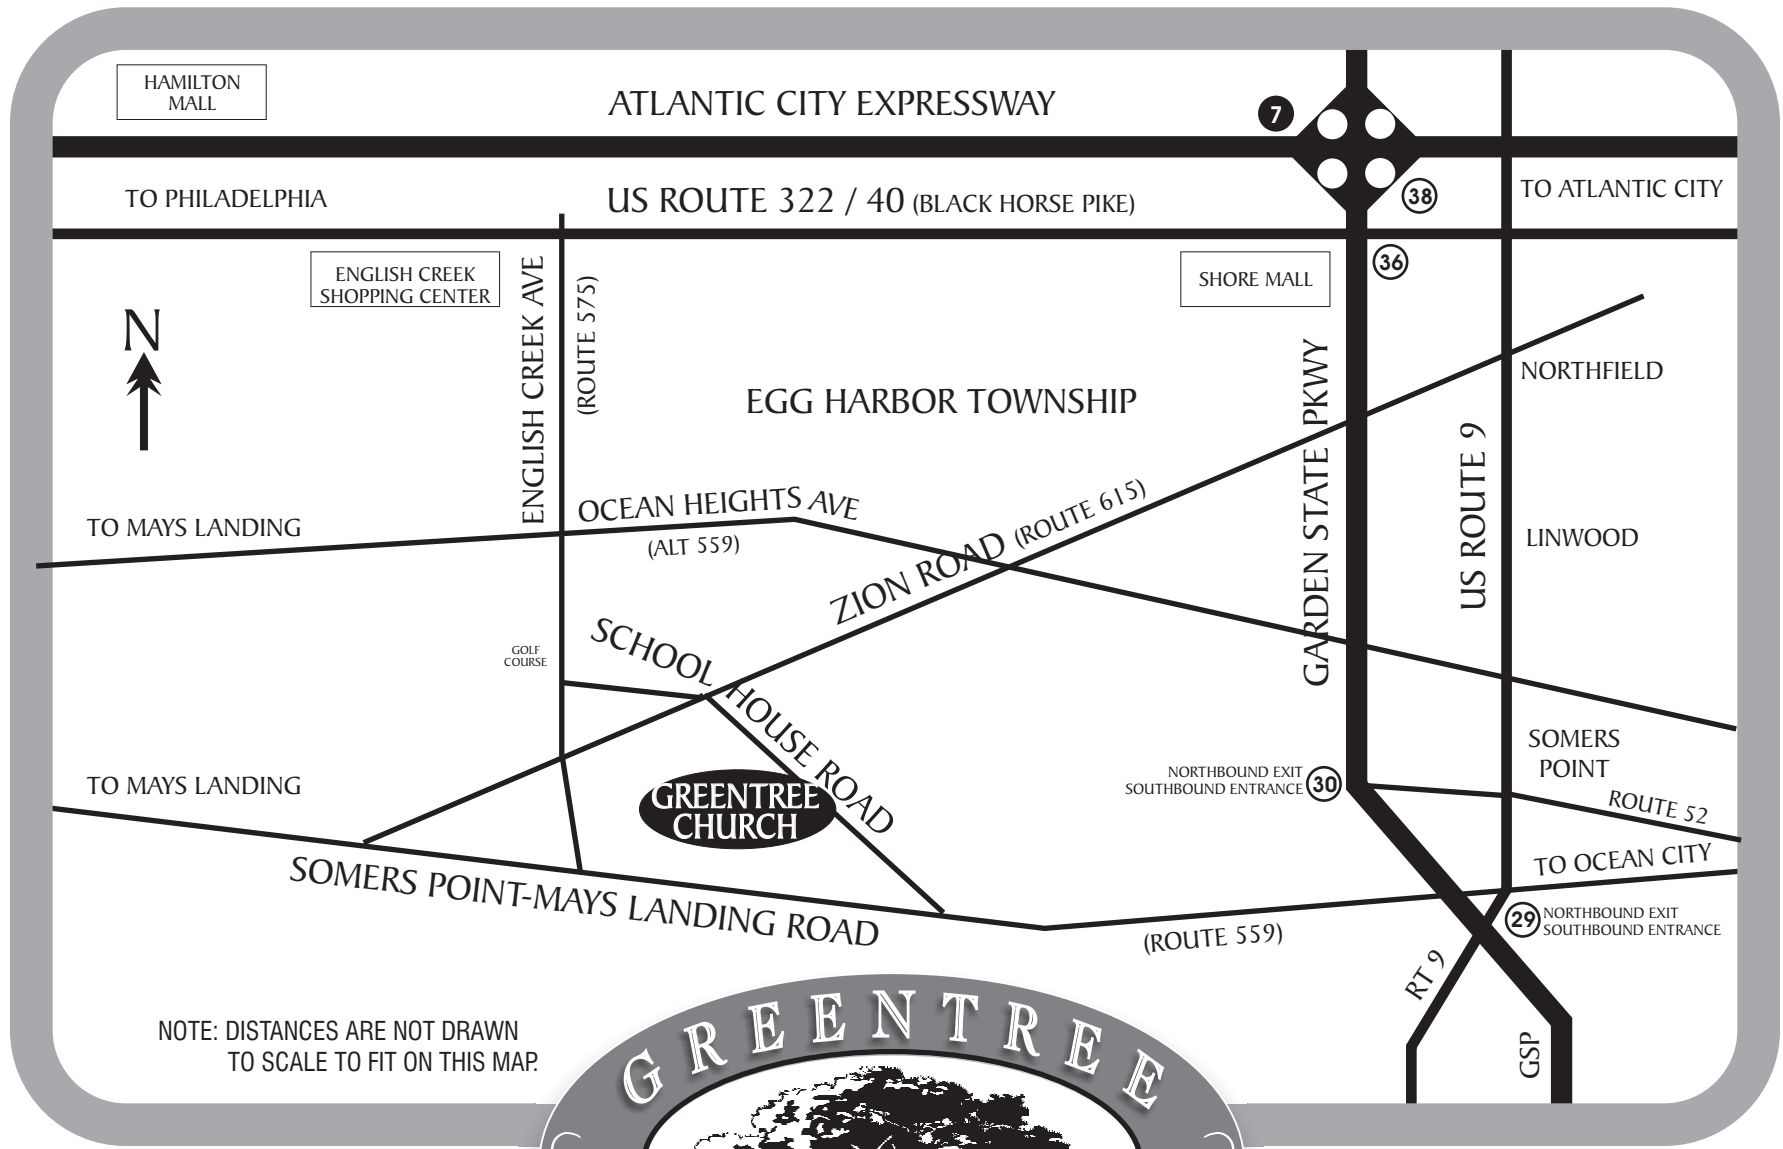 HAMILTON
MALL
ATLANTIC CITY EXPRESSWAY
7
TO PHILADELPHIA
US ROUTE 322 / 40 (BLACK HORSE PIKE)
38
TO ATLANTIC CITY
ENGLISH CREEK
SHOPPING CENTER
ENGLISH CREEK AVE
(ROUTE 575)
SHORE MALL
36
N
EGG HARBOR TOWNSHIP
GARDEN STATE PKWY
US ROUTE 9
NORTHFIELD
TO MAYS LANDING
OCEAN HEIGHTS AVE
(ALT 559)
ZION ROAD (ROUTE 615)
LINWOOD
GOLF
COURSE
SCHOOL HOUSE ROAD
SOMERS
POINT
TO MAYS LANDING
GREENTREE
CHURCH
NORTHBOUND EXIT
SOUTHBOUND ENTRANCE
30
ROUTE 52
TO OCEAN CITY
SOMERS POINT-MAYS LANDING ROAD
(ROUTE 559)
29
NORTHBOUND EXIT
SOUTHBOUND ENTRANCE
RT 9
GSP
NOTE: DISTANCES ARE NOT DRAWN
TO SCALE TO FIT ON THIS MAP.
GREENTREE